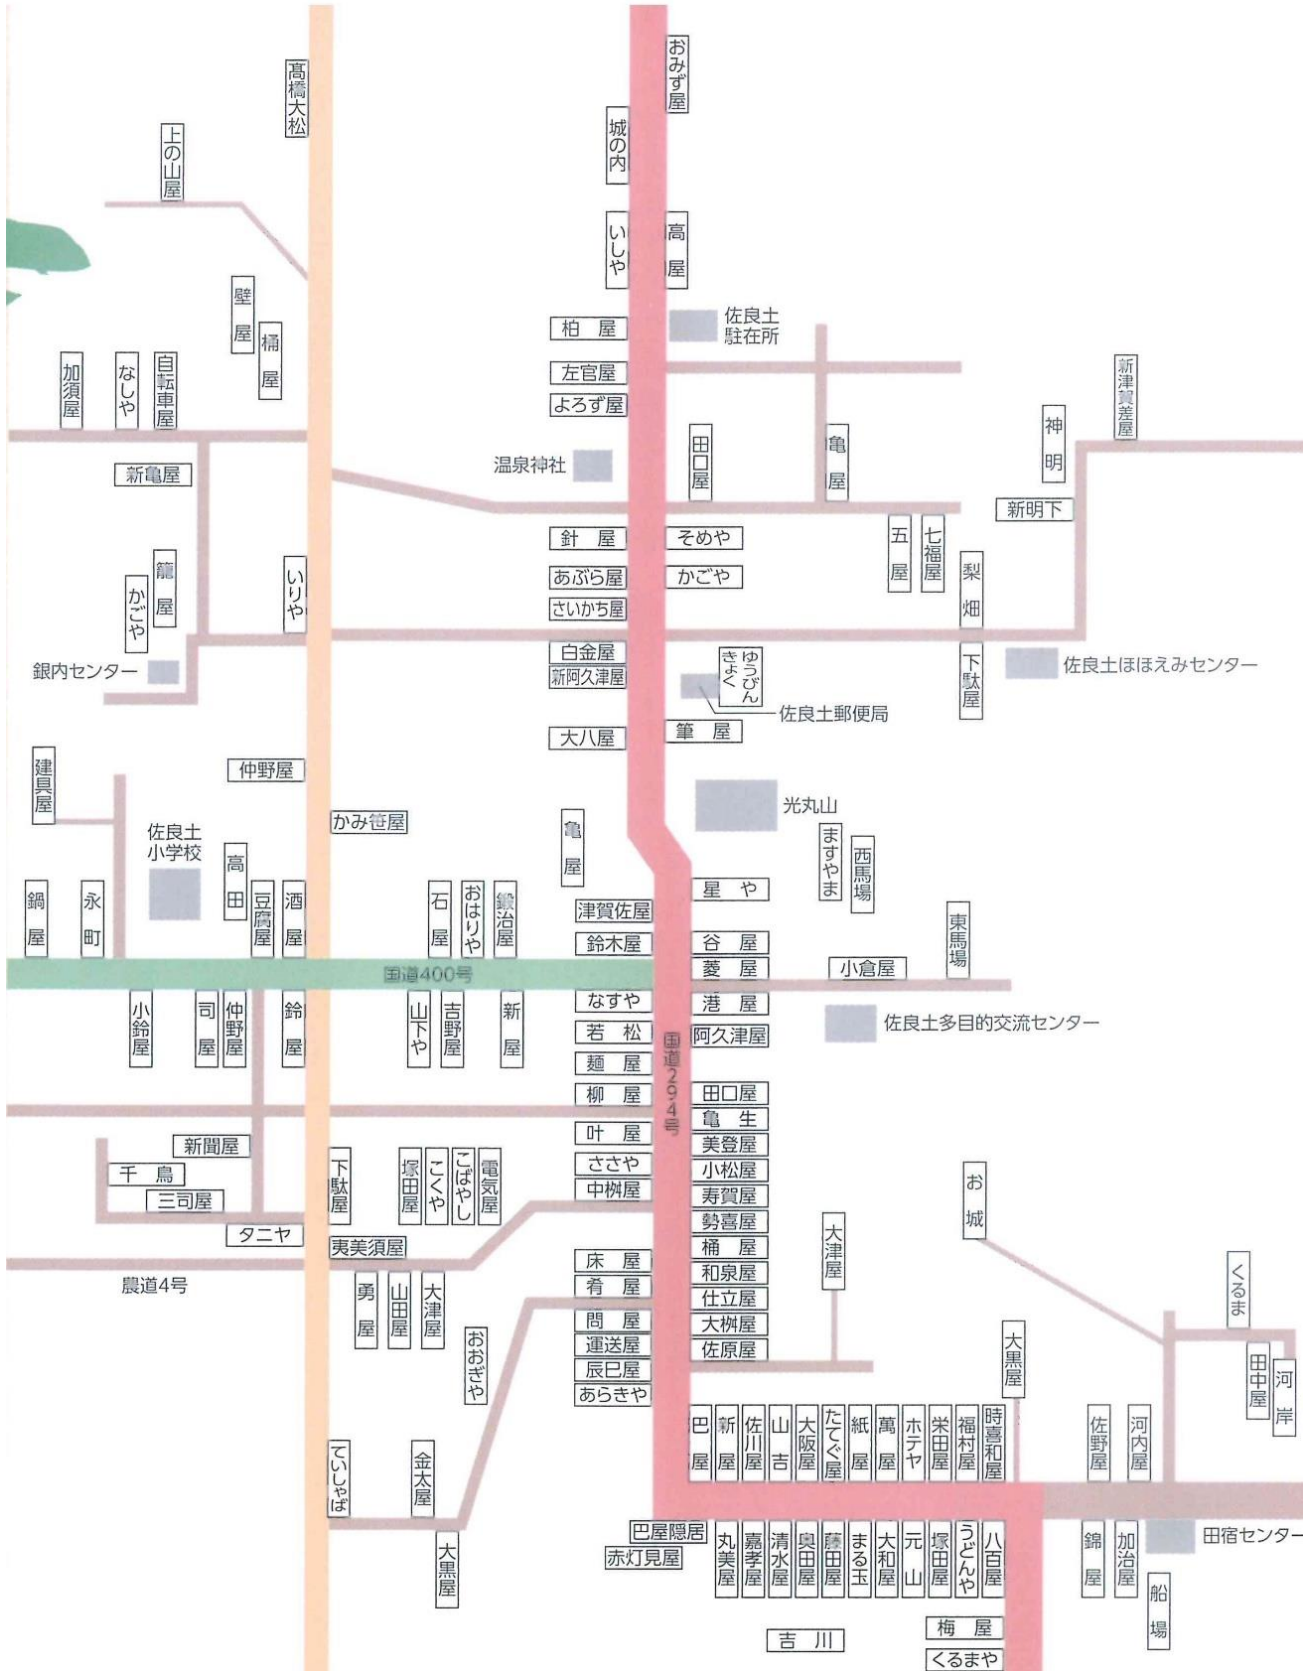 おみず屋
髙橋大松
城の内
上の山屋
いしや
高屋
壁屋
桶屋
柏屋
佐良土
駐在所
加須屋
なしや
自転車屋
左官屋
よろず屋
新津賀差屋
神明
新亀屋
温泉神社
田口屋
亀屋
新明下
針屋
そめや
五屋
七福屋
梨畑
籠屋
かごや
いりや
あぶら屋
かごや
さいかち屋
銀内センター
白金屋
新阿久津屋
ゆうびん
きょく
佐良土郵便局
下駄屋
佐良土ほほえみセンター
大八屋
筆屋
建具屋
仲野屋
かみ笹屋
亀屋
光丸山
ますやま
西馬場
佐良土
小学校
高田
鍋屋
永町
豆腐屋
酒屋
石屋
おはりや
鍛治屋
津賀佐屋
星や
鈴木屋
谷屋
菱屋
小倉屋
東馬場
国道400号
小鈴屋
司屋
仲野屋
鈴屋
山下や
吉野屋
新屋
なすや
港屋
若松
阿久津屋
佐良土多目的交流センター
国道294号
麺屋
柳屋
田口屋
亀生
叶屋
美登屋
ささや
小松屋
中桝屋
寿賀屋
勢喜屋
桶屋
和泉屋
仕立屋
大桝屋
佐原屋
新聞屋
千鳥
三司屋
タニヤ
下駄屋
塚田屋
こくや
こばやし
電気屋
夷美須屋
農道4号
勇屋
山田屋
大津屋
おおぎや
床屋
肴屋
問屋
運送屋
辰巳屋
あらきや
大津屋
お城
くるま
大黒屋
田中屋
河岸
巴屋
新屋
佐川屋
山吉
大阪屋
たてぐ屋
紙屋
萬屋
ホテヤ
栄田屋
福村屋
時喜和屋
佐野屋
河内屋
ていしゃば
金太屋
大黒屋
巴屋隠居
赤灯見屋
丸美屋
嘉孝屋
清水屋
奥田屋
藤田屋
まる玉
大和屋
元山
塚田屋
うどんや
八百屋
錦屋
加治屋
田宿センター
船場
吉川
梅屋
くるまや